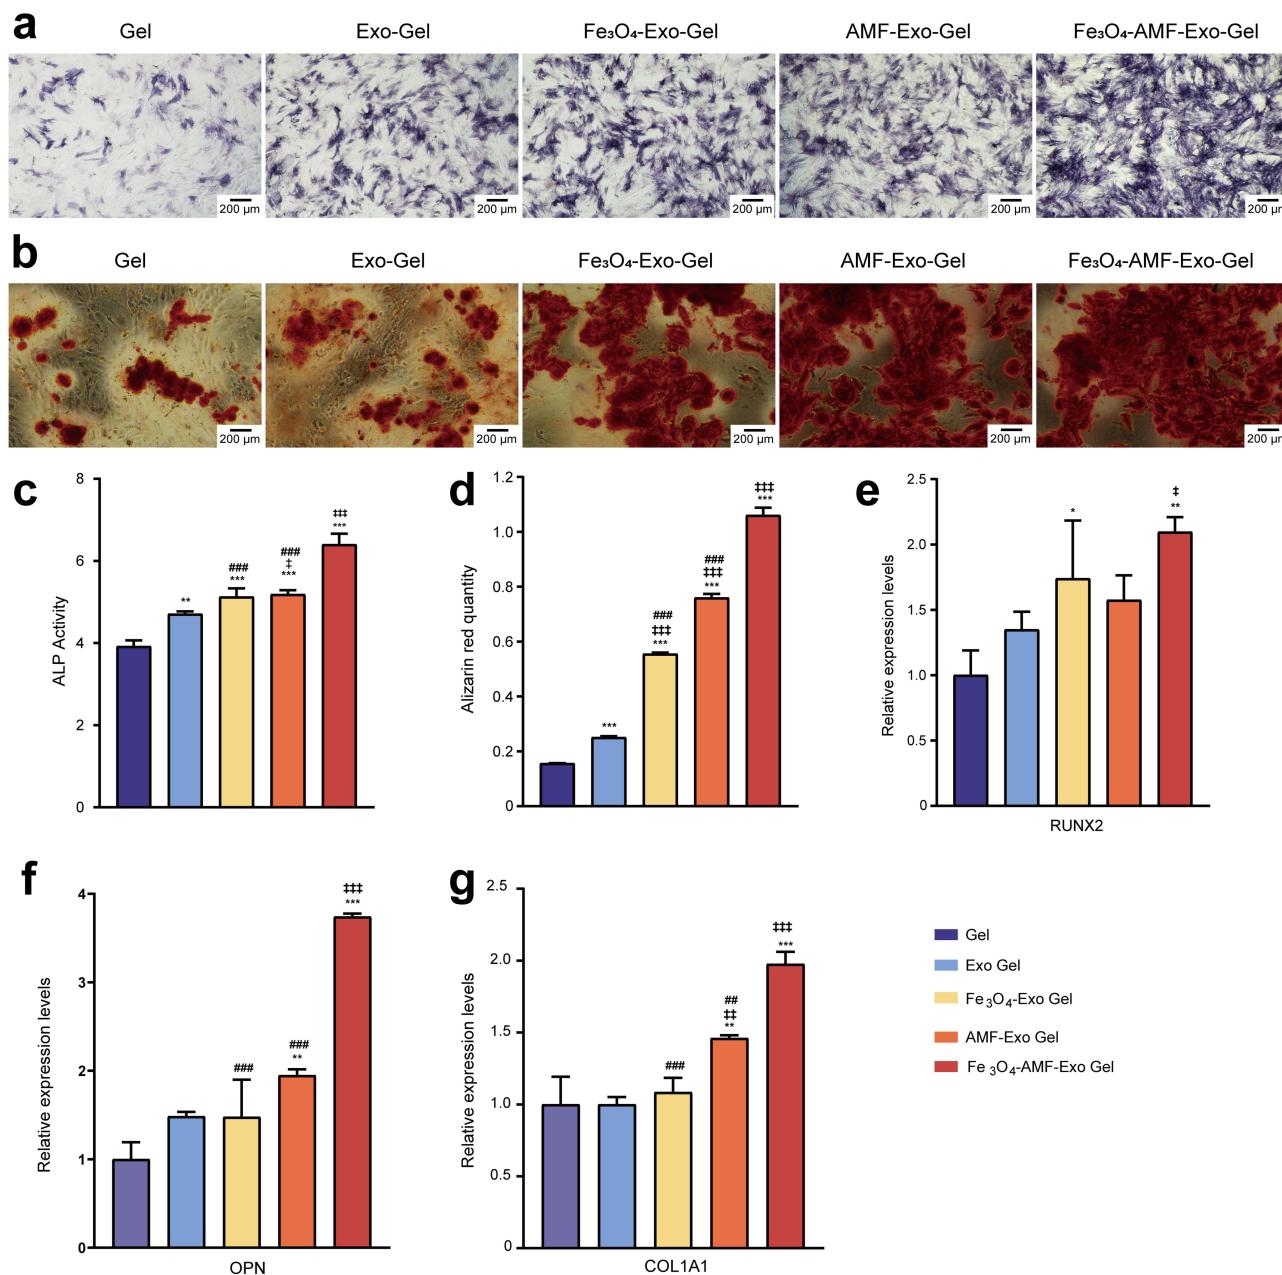 a
Gel Exo-Gel Fe₃O₄-Exo-Gel AMF-Exo-Gel Fe₃O₄-AMF-Exo-Gel
200 µm 200 µm 200 µm 200 µm 200 µm
b
Gel Exo-Gel Fe₃O₄-Exo-Gel AMF-Exo-Gel Fe₃O₄-AMF-Exo-Gel
200 µm 200 µm 200 µm 200 µm 200 µm
c
ALP Activity
8
6
4
2
0
**
###
***
###
‡
***
‡‡‡
***
d
Alizarin red quantity
1.2
1.0
0.8
0.6
0.4
0.2
0
***
###
‡‡‡
***
###
‡‡‡
***
‡‡‡
***
e
Relative expression levels
2.5
2.0
1.5
1.0
0.5
0
*
‡
**
RUNX2
f
Relative expression levels
4
3
2
1
0
###
###
**
‡‡‡
***
OPN
g
Relative expression levels
2.5
2.0
1.5
1.0
0.5
0
###
##
‡‡
**
‡‡‡
***
COL1A1
Gel
Exo Gel
Fe₃O₄-Exo Gel
AMF-Exo Gel
Fe ₃O₄-AMF-Exo Gel